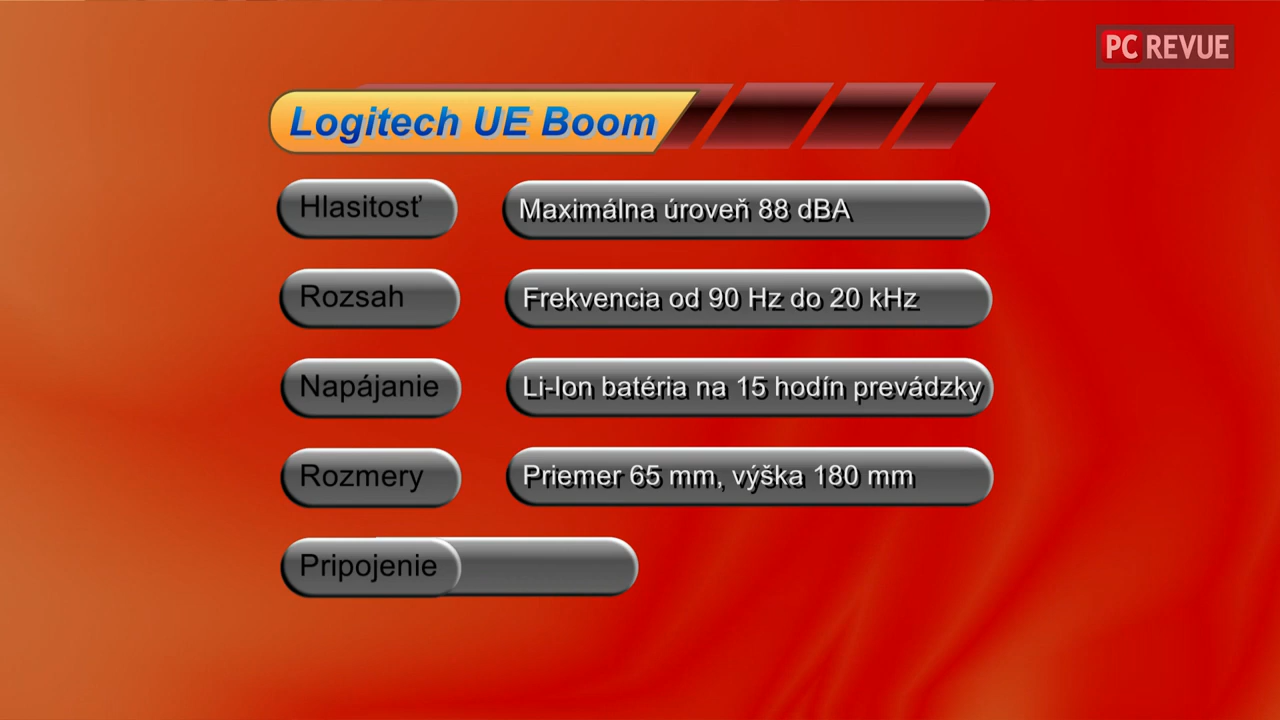 PC REVUE
Logitech UE Boom
Hlasitosť
Maximálna úroveň 88 dBA
Rozsah
Frekvencia od 90 Hz do 20 kHz
Napájanie
Li-Ion batéria na 15 hodín prevádzky
Rozmery
Priemer 65 mm, výška 180 mm
Pripojenie